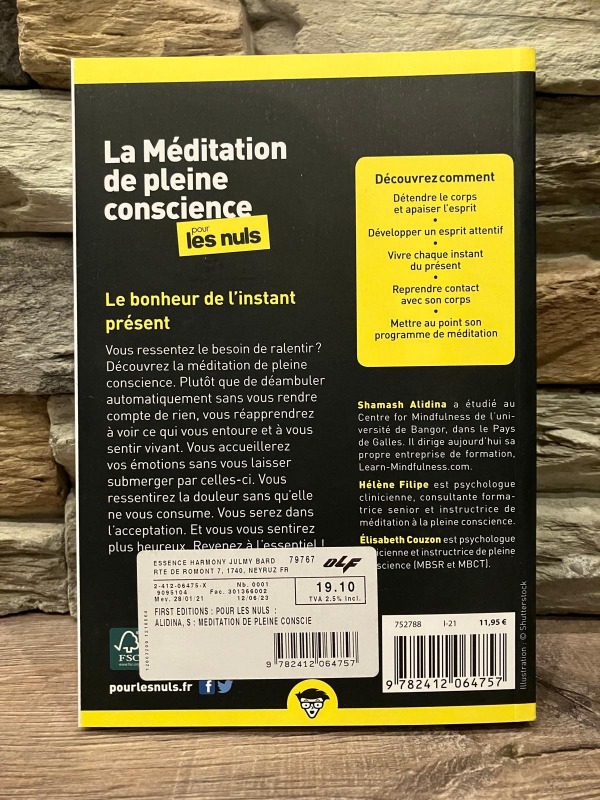 La Méditation
de pleine
conscience
pour
les nuls
Le bonheur de l'instant
présent
Vous ressentez le besoin de ralentir ?
Découvrez la méditation de pleine
conscience. Plutôt que de déambuler
automatiquement sans vous rendre
compte de rien, vous réapprendrez
à voir ce qui vous entoure et à vous
sentir vivant. Vous accueillerez
vos émotions sans vous laisser
submerger par celles-ci. Vous
ressentirez la douleur sans qu'elle
ne vous consume. Vous serez dans
l'acceptation. Et vous vous sentirez
plus heureux. Revenez à l'essentiel !
Découvrez comment
Détendre le corps
et apaiser l'esprit
•
Développer un esprit attentif
•
Vivre chaque instant
du présent
•
Reprendre contact
avec son corps
•
Mettre au point son
programme de méditation
Shamash Alidina a étudié au
Centre for Mindfulness de l'uni-
versité de Bangor, dans le Pays
de Galles. Il dirige aujourd'hui sa
propre entreprise de formation,
Learn-Mindfulness.com.
Hélène Filipe est psychologue
clinicienne, consultante forma-
trice senior et instructrice de
méditation à la pleine conscience.
Élisabeth Couzon est psychologue
icienne et instructrice de pleine
science (MBSR et MBCT).
ESSENCE HARMONY JULMY BARD 79767 OLF
RTE DE ROMONT 7, 1740, NEYRUZ FR
2-412-06475-X Nb. 0001
9095104 Fac. 301366002
Mev. 28/01/21 12/06/23
19.10
TVA 2.5% incl.
FIRST EDITIONS : POUR LES NULS :
ALIDINA, S : MEDITATION DE PLEINE CONSCIE
9 782412 064757
FSC
pourlesnuls.fr
752788 I-21 11,95 €
9 782412 064757
Illustration : © Shutterstock